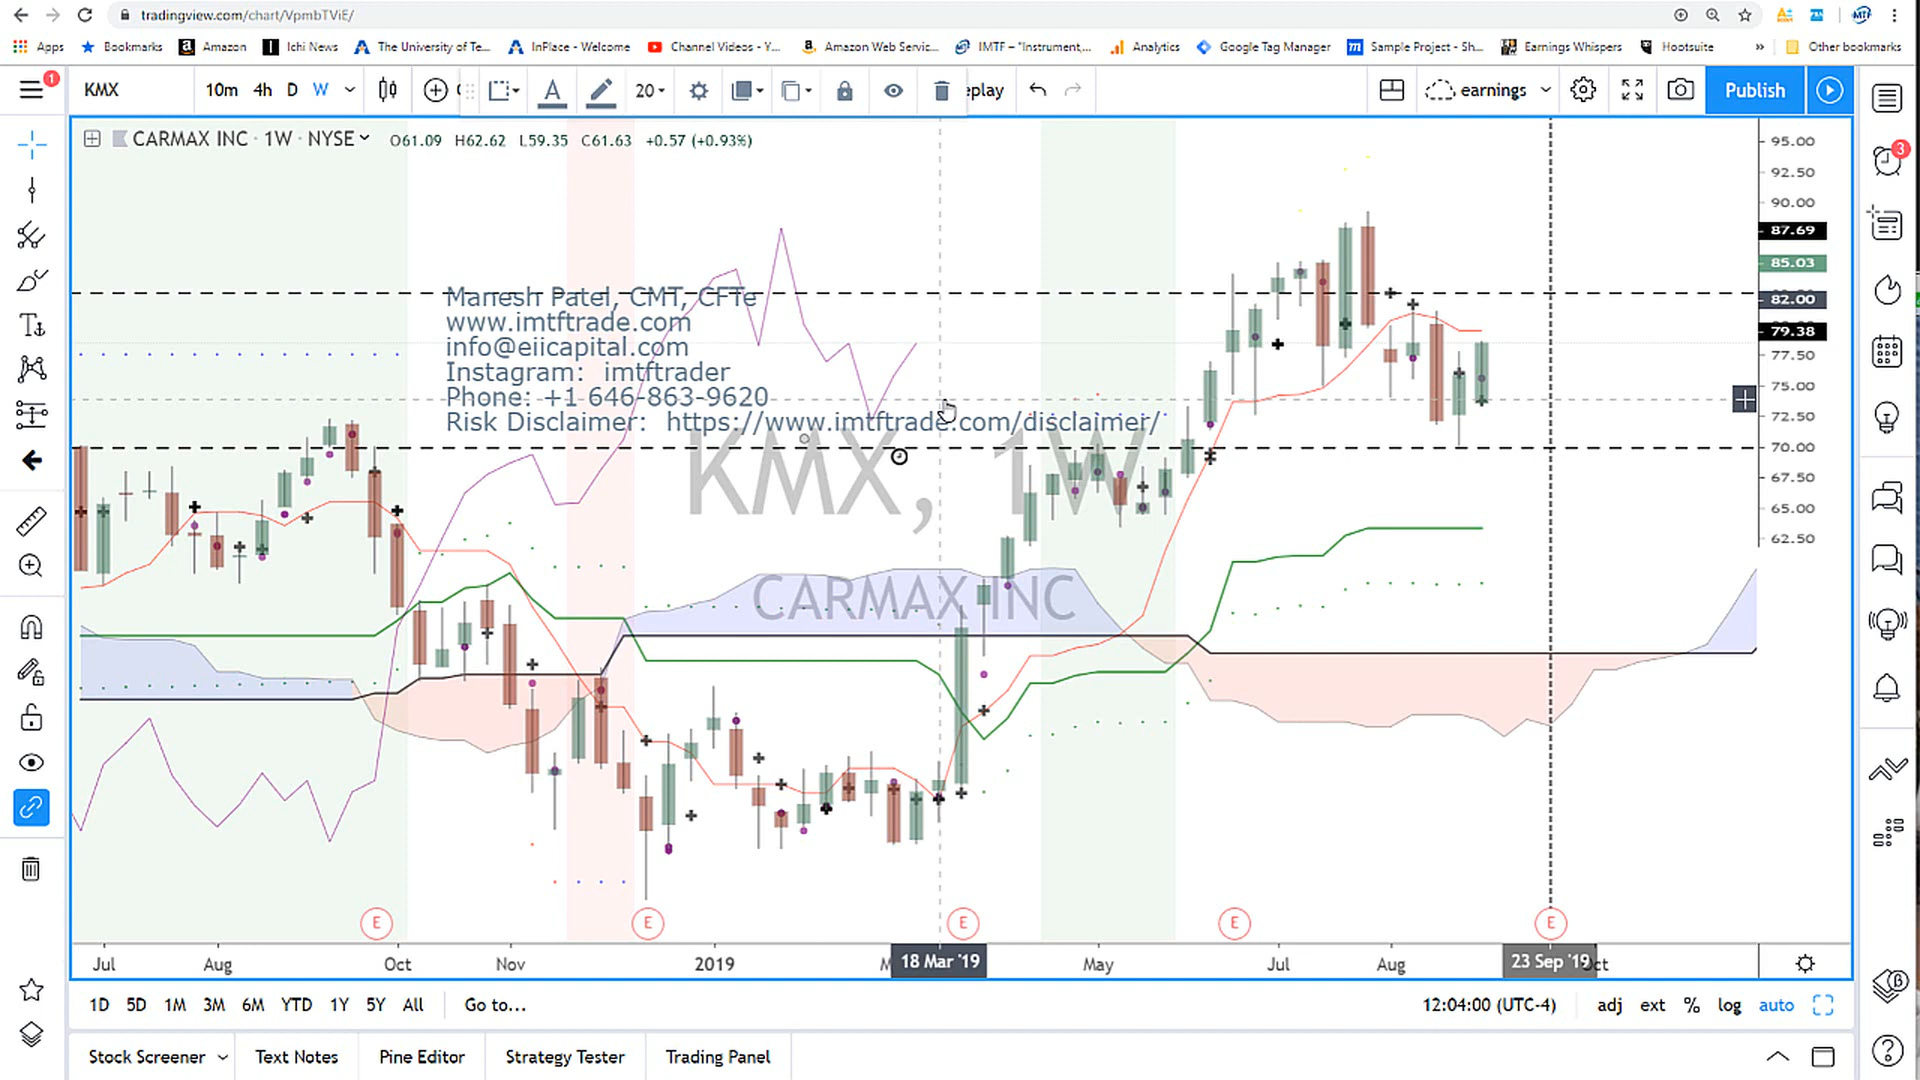 tradingview.com/chart/VpmbTViE/
Apps Bookmarks Amazon Ichi News The University of Te... InPlace - Welcome Channel Videos - Y... Amazon Web Servic... IMTF – "Instrument,... Analytics Google Tag Manager Sample Project - Sh... Earnings Whispers Hootsuite » Other bookmarks
1 KMX 10m 4h D W 20 eplay earnings Publish
CARMAX INC · 1W · NYSE O61.09 H62.62 L59.35 C61.63 +0.57 (+0.93%)
95.00
3
92.50
90.00
87.69
85.03
Manesh Patel, CMT, CFTe
82.00
www.imtftrade.com
79.38
info@eiicapital.com
77.50
Instagram: imtftrader
75.00
Phone: +1 646-863-9620
72.50
Risk Disclaimer: https://www.imtftrade.com/disclaimer/
70.00
KMX, 1W
67.50
65.00
62.50
CARMAX INC
E E E E E
Jul Aug Oct Nov 2019 18 Mar '19 May Jul Aug 23 Sep '19
1D 5D 1M 3M 6M YTD 1Y 5Y All Go to... 12:04:00 (UTC-4) adj ext % log auto
Stock Screener Text Notes Pine Editor Strategy Tester Trading Panel